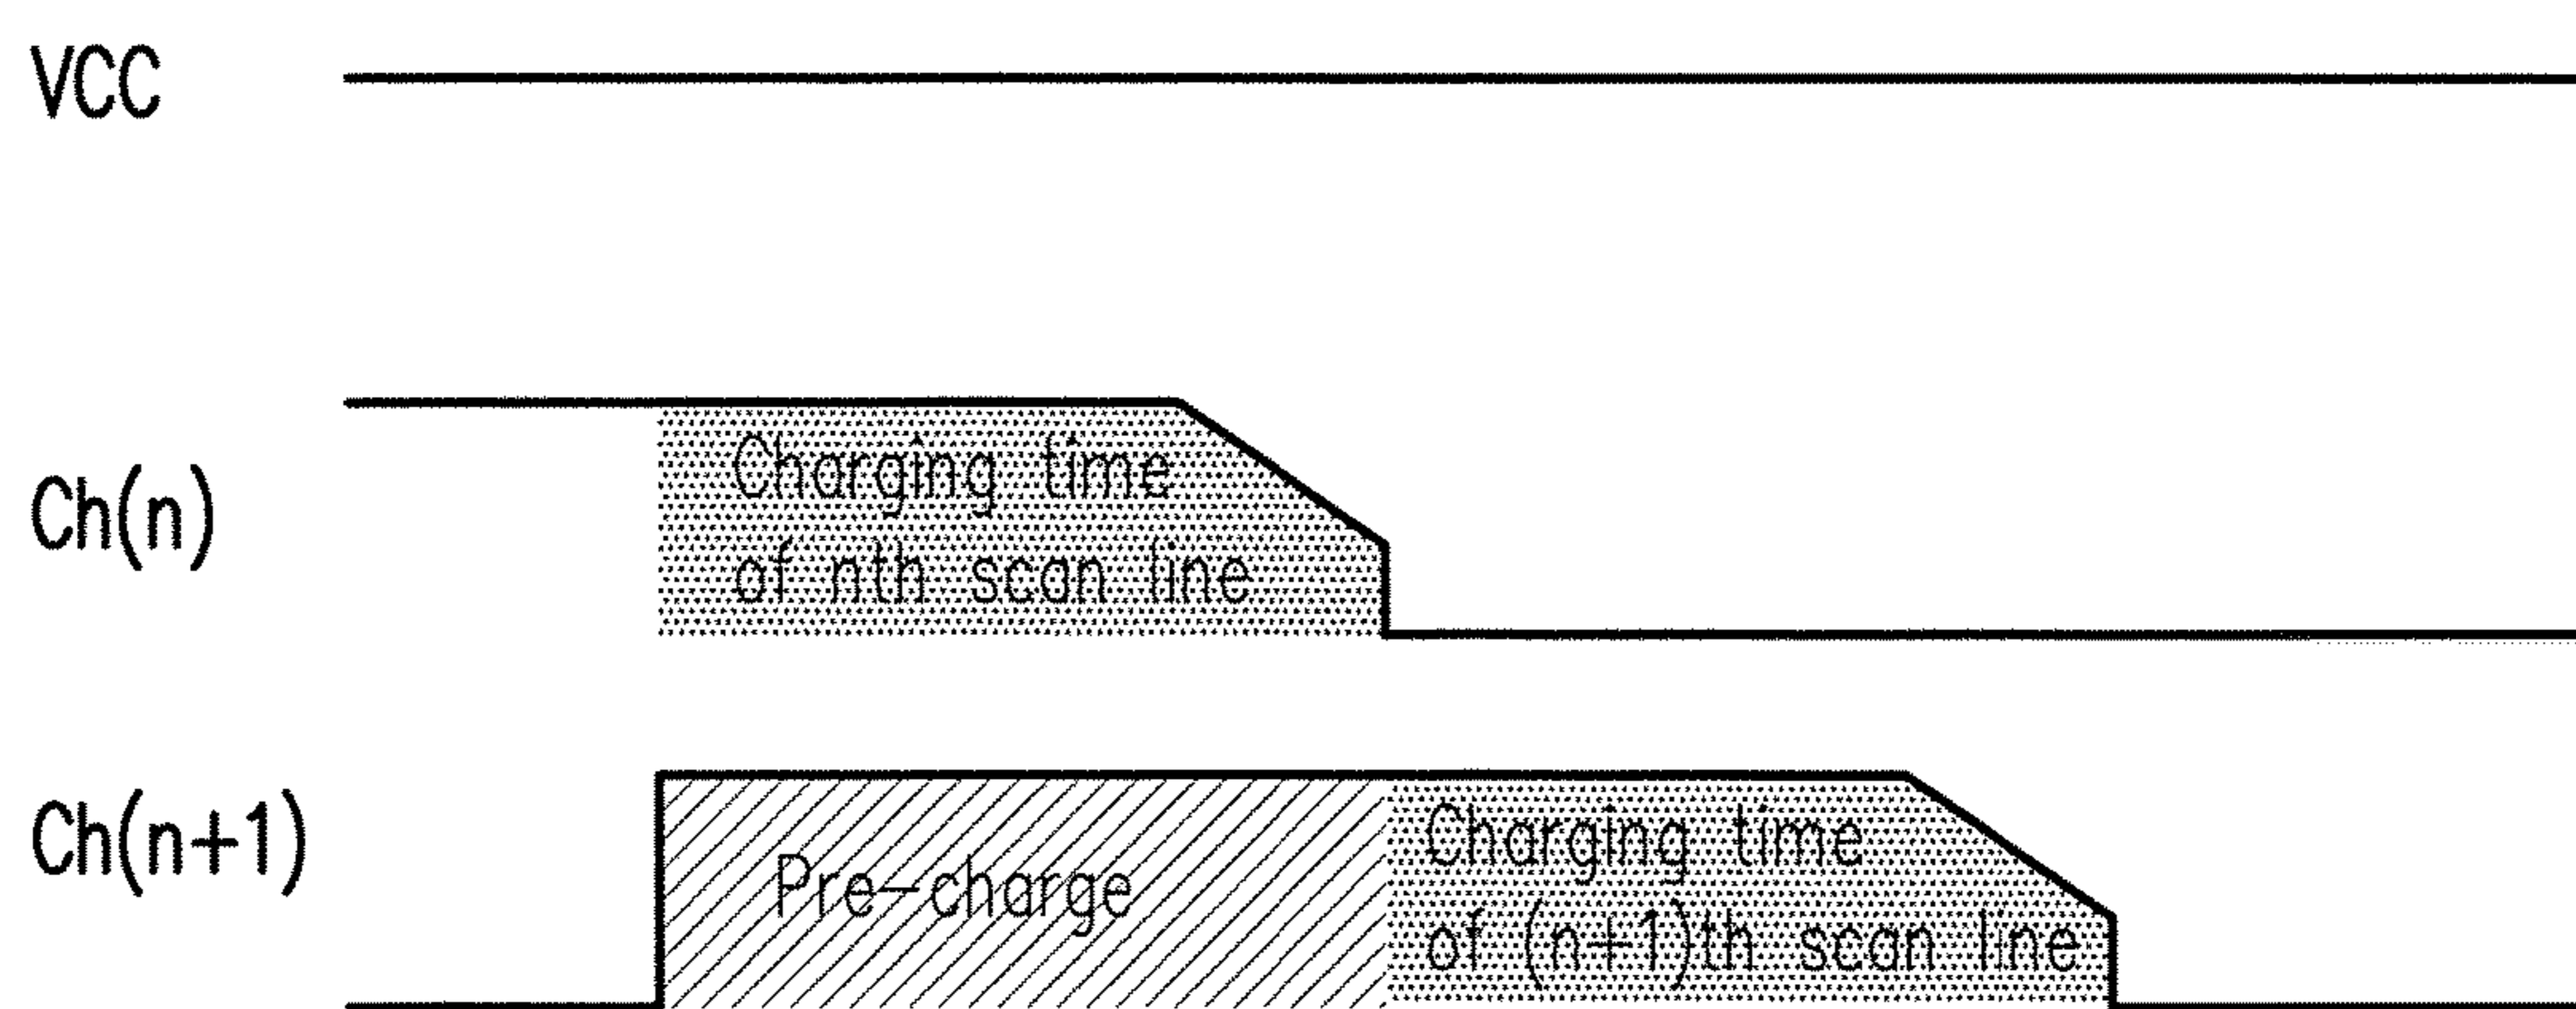 VCC
Ch(n)
Charging time
of nth scan line
Ch(n+1)
Pre-charge
Charging time
of (n+1)th scan line